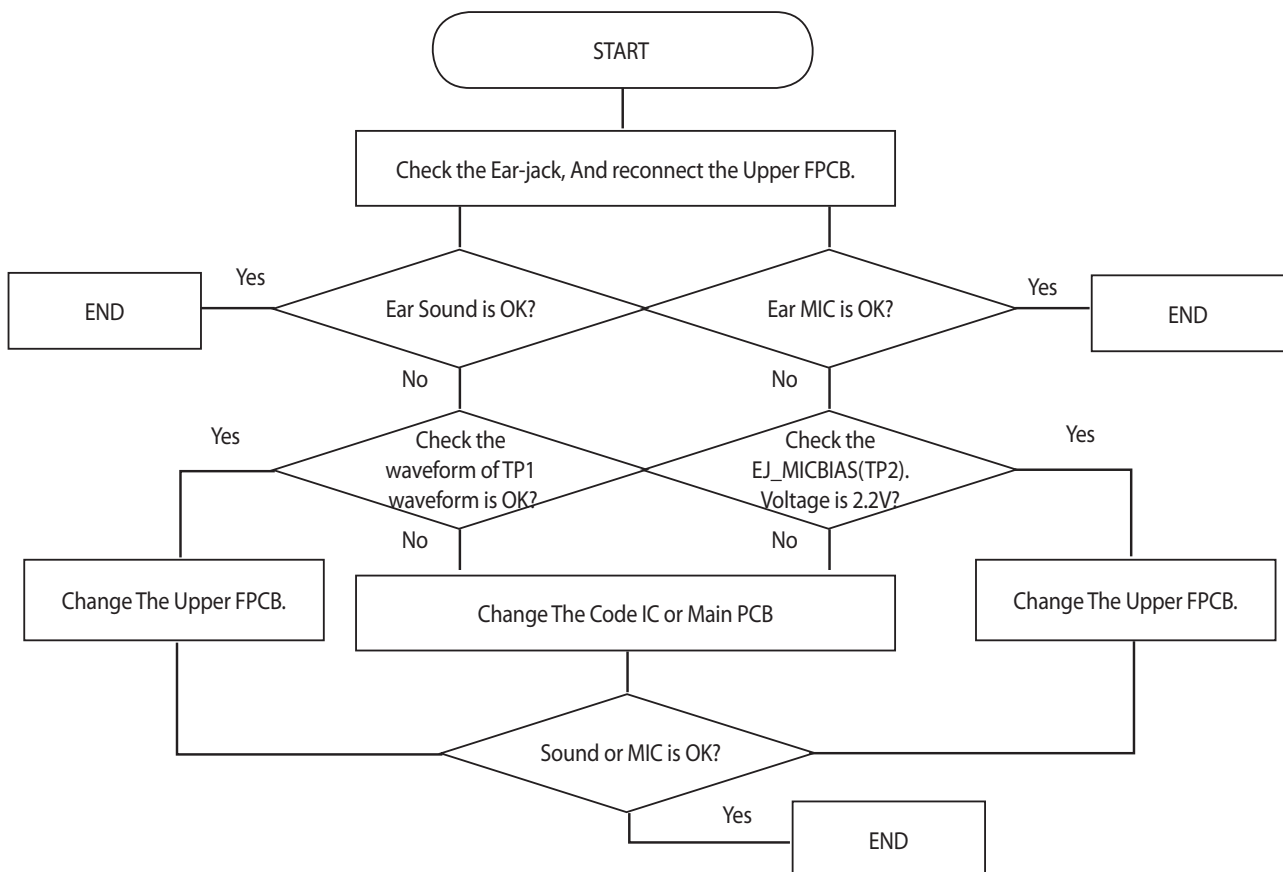 START
Check the Ear-jack, And reconnect the Upper FPCB.
Yes
END
Ear Sound is OK?
Ear MIC is OK?
Yes
END
No
No
Yes
Check the
waveform of TP1
waveform is OK?
Check the
EJ_MICBIAS(TP2).
Voltage is 2.2V?
Yes
No
No
Change The Upper FPCB.
Change The Code IC or Main PCB
Change The Upper FPCB.
Sound or MIC is OK?
Yes
END